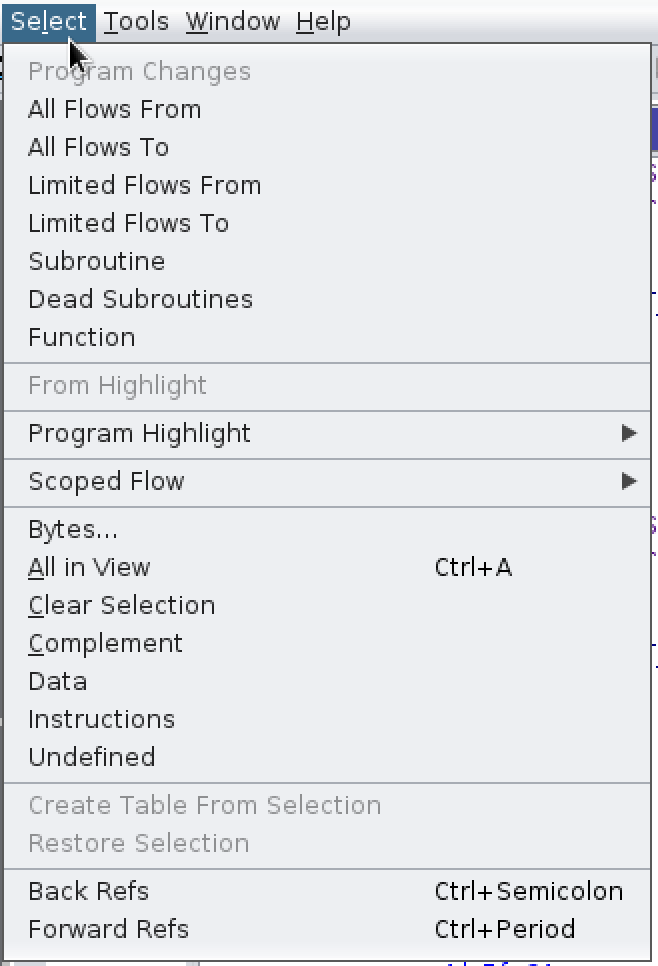 Select Tools Window Help
Program Changes
All Flows From
All Flows To
Limited Flows From
Limited Flows To
Subroutine
Dead Subroutines
Function
From Highlight
Program Highlight
Scoped Flow
Bytes...
All in View Ctrl+A
Clear Selection
Complement
Data
Instructions
Undefined
Create Table From Selection
Restore Selection
Back Refs Ctrl+Semicolon
Forward Refs Ctrl+Period